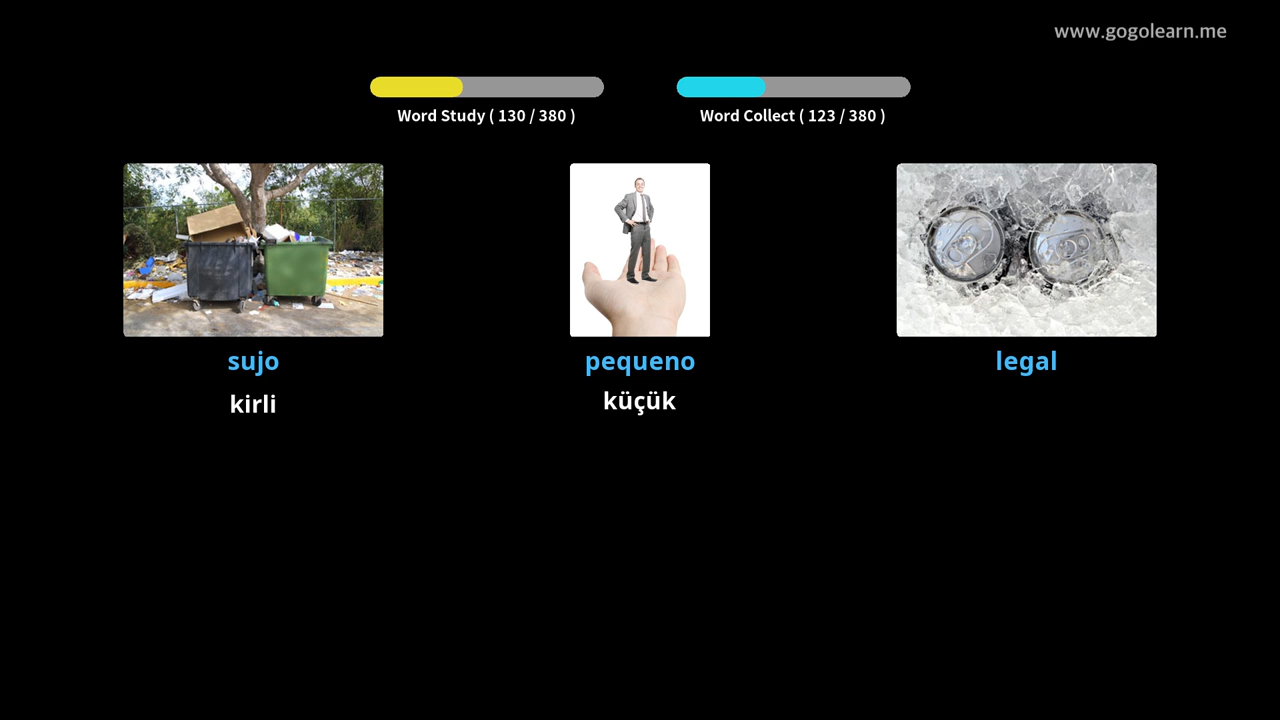 www.gogolearn.me
Word Study ( 130 / 380 )
Word Collect ( 123 / 380 )
sujo
pequeno
legal
kirli
küçük